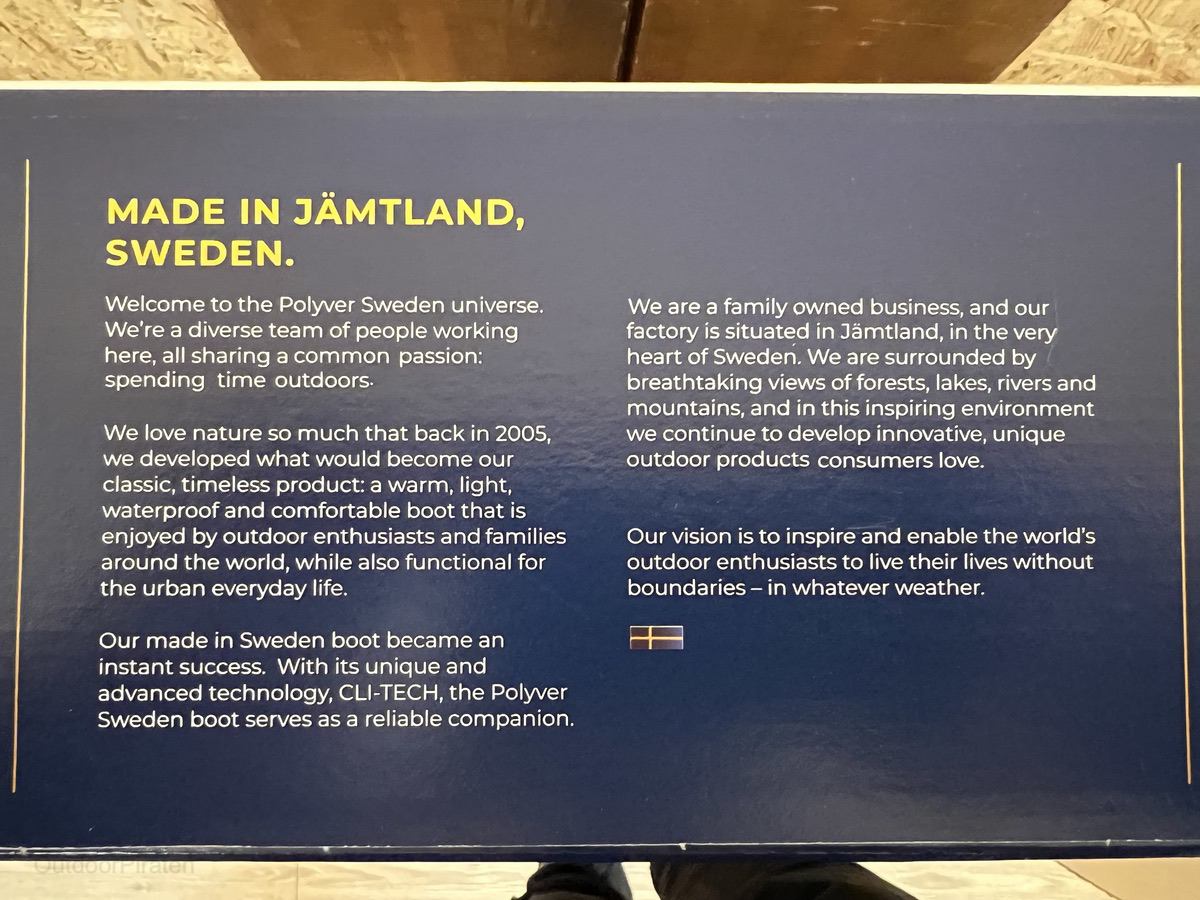 MADE IN JÄMTLAND,
SWEDEN.
Welcome to the Polyver Sweden universe.
We're a diverse team of people working
here, all sharing a common passion:
spending time outdoors.
We love nature so much that back in 2005,
we developed what would become our
classic, timeless product: a warm, light,
waterproof and comfortable boot that is
enjoyed by outdoor enthusiasts and families
around the world, while also functional for
the urban everyday life.
Our made in Sweden boot became an
instant success. With its unique and
advanced technology, CLI-TECH, the Polyver
Sweden boot serves as a reliable companion.
We are a family owned business, and our
factory is situated in Jämtland, in the very
heart of Sweden. We are surrounded by
breathtaking views of forests, lakes, rivers and
mountains, and in this inspiring environment
we continue to develop innovative, unique
outdoor products consumers love.
Our vision is to inspire and enable the world's
outdoor enthusiasts to live their lives without
boundaries – in whatever weather.
OutdoorPiraten